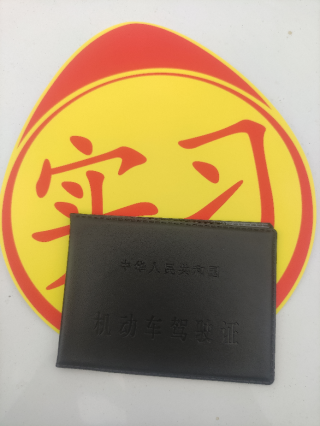 实习
中华人民共和国
机动车驾驶证